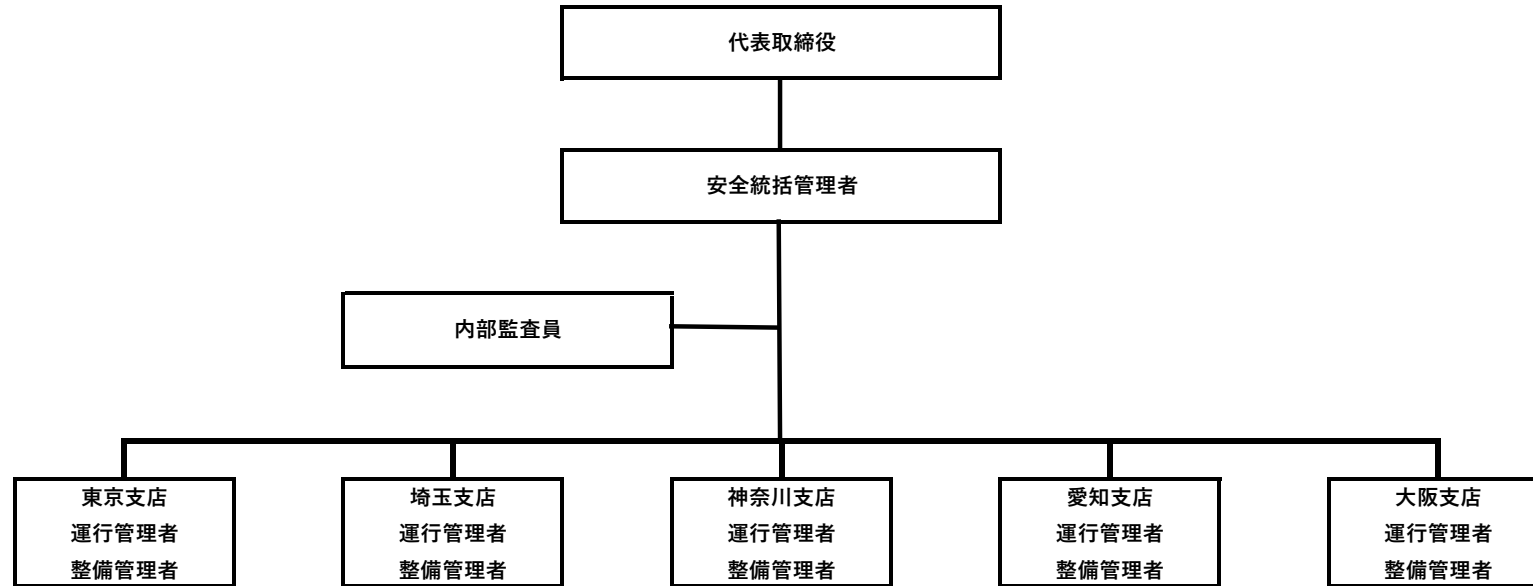 代表取締役
安全統括管理者
内部監査員
東京支店
運行管理者
整備管理者
埼玉支店
運行管理者
整備管理者
神奈川支店
運行管理者
整備管理者
愛知支店
運行管理者
整備管理者
大阪支店
運行管理者
整備管理者